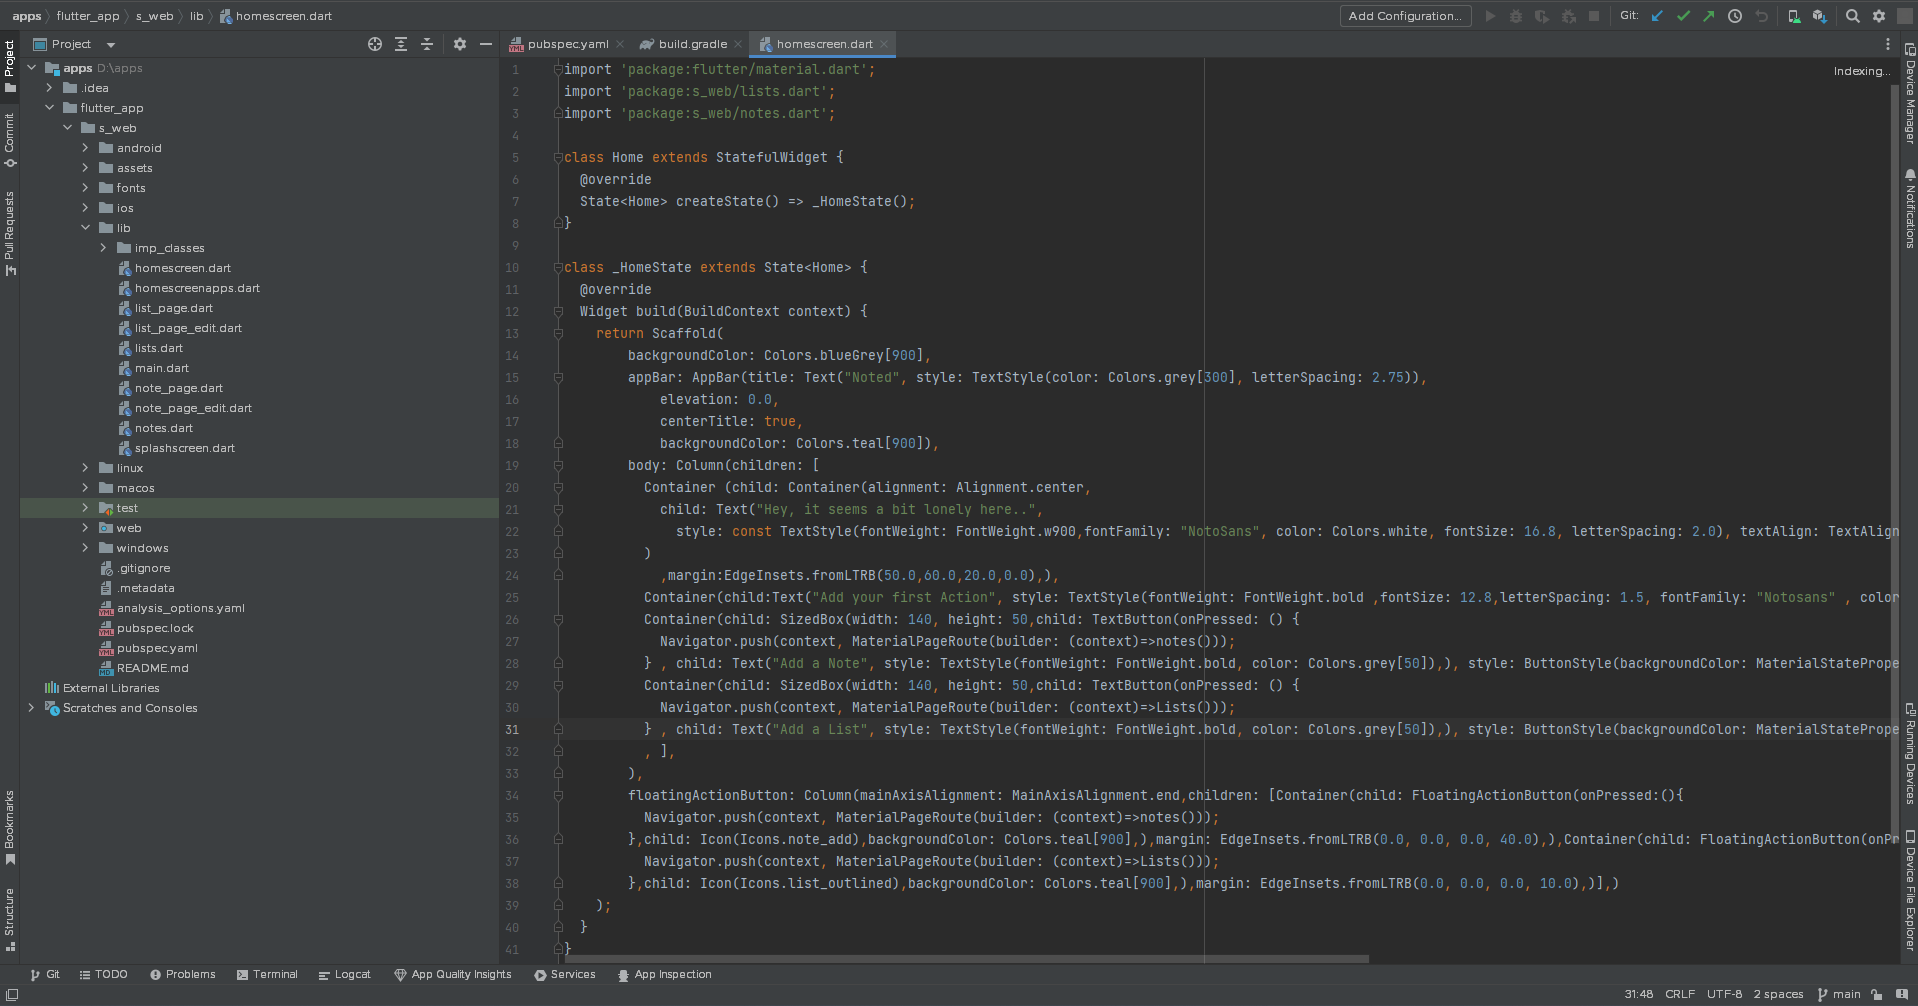 apps flutter_app s_web lib homescreen.dart
Add Configuration...
Git:
Project
pubspec.yaml
build.gradle
homescreen.dart
Project
Commit
Pull Requests
Bookmarks
Structure
apps D:\apps
.idea
flutter_app
s_web
android
assets
fonts
ios
lib
imp_classes
homescreen.dart
homescreenapps.dart
list_page.dart
list_page_edit.dart
lists.dart
main.dart
note_page.dart
note_page_edit.dart
notes.dart
splashscreen.dart
linux
macos
test
web
windows
.gitignore
.metadata
analysis_options.yaml
pubspec.lock
pubspec.yaml
README.md
External Libraries
Scratches and Consoles
Indexing...
1 import 'package:flutter/material.dart';
2 import 'package:s_web/lists.dart';
3 import 'package:s_web/notes.dart';
4
5 class Home extends StatefulWidget {
6 @override
7 State<Home> createState() => _HomeState();
8 }
9
10 class _HomeState extends State<Home> {
11 @override
12 Widget build(BuildContext context) {
13 return Scaffold(
14 backgroundColor: Colors.blueGrey[900],
15 appBar: AppBar(title: Text("Noted", style: TextStyle(color: Colors.grey[300], letterSpacing: 2.75)),
16 elevation: 0.0,
17 centerTitle: true,
18 backgroundColor: Colors.teal[900]),
19 body: Column(children: [
20 Container (child: Container(alignment: Alignment.center,
21 child: Text("Hey, it seems a bit lonely here..",
22 style: const TextStyle(fontWeight: FontWeight.w900,fontFamily: "NotoSans", color: Colors.white, fontSize: 16.8, letterSpacing: 2.0), textAlign: TextAlign
23 )
24 ,margin:EdgeInsets.fromLTRB(50.0,60.0,20.0,0.0),),
25 Container(child:Text("Add your first Action", style: TextStyle(fontWeight: FontWeight.bold ,fontSize: 12.8,letterSpacing: 1.5, fontFamily: "Notosans" , color
26 Container(child: SizedBox(width: 140, height: 50,child: TextButton(onPressed: () {
27 Navigator.push(context, MaterialPageRoute(builder: (context)=>notes()));
28 } , child: Text("Add a Note", style: TextStyle(fontWeight: FontWeight.bold, color: Colors.grey[50]),), style: ButtonStyle(backgroundColor: MaterialStatePrope
29 Container(child: SizedBox(width: 140, height: 50,child: TextButton(onPressed: () {
30 Navigator.push(context, MaterialPageRoute(builder: (context)=>Lists()));
31 } , child: Text("Add a List", style: TextStyle(fontWeight: FontWeight.bold, color: Colors.grey[50]),), style: ButtonStyle(backgroundColor: MaterialStatePrope
32 , ],
33 ),
34 floatingActionButton: Column(mainAxisAlignment: MainAxisAlignment.end,children: [Container(child: FloatingActionButton(onPressed:(){
35 Navigator.push(context, MaterialPageRoute(builder: (context)=>notes()));
36 },child: Icon(Icons.note_add),backgroundColor: Colors.teal[900],),margin: EdgeInsets.fromLTRB(0.0, 0.0, 0.0, 40.0),),Container(child: FloatingActionButton(onPr
37 Navigator.push(context, MaterialPageRoute(builder: (context)=>Lists()));
38 },child: Icon(Icons.list_outlined),backgroundColor: Colors.teal[900],),margin: EdgeInsets.fromLTRB(0.0, 0.0, 0.0, 10.0),)],)
39 );
40 }
41 }
Device Manager
Notifications
Running Devices
Device File Explorer
Git TODO Problems Terminal Logcat App Quality Insights Services App Inspection
31:48 CRLF UTF-8 2 spaces main